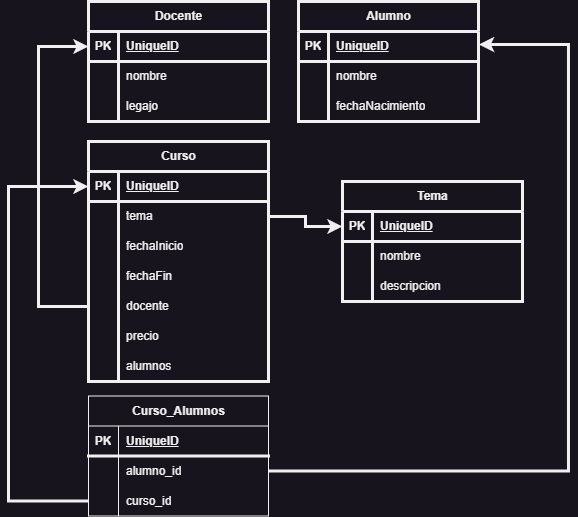 Docente
PK UniqueID
nombre
legajo
Alumno
PK UniqueID
nombre
fechaNacimiento
Curso
PK UniqueID
tema
fechaInicio
fechaFin
docente
precio
alumnos
Tema
PK UniqueID
nombre
descripcion
Curso_Alumnos
PK UniqueID
alumno_id
curso_id